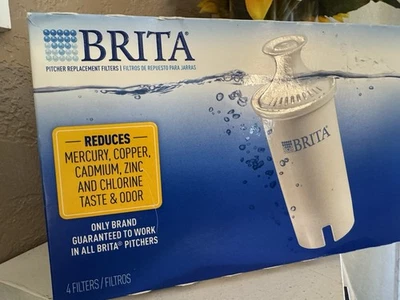 BRITA®
PITCHER REPLACEMENT FILTERS | FILTROS DE REPUESTO PARA JARRAS
REDUCES
MERCURY, COPPER,
CADMIUM, ZINC
AND CHLORINE
TASTE & ODOR
ONLY BRAND
GUARANTEED TO WORK
IN ALL BRITA® PITCHERS
4 FILTERS/FILTROS
BRITA®